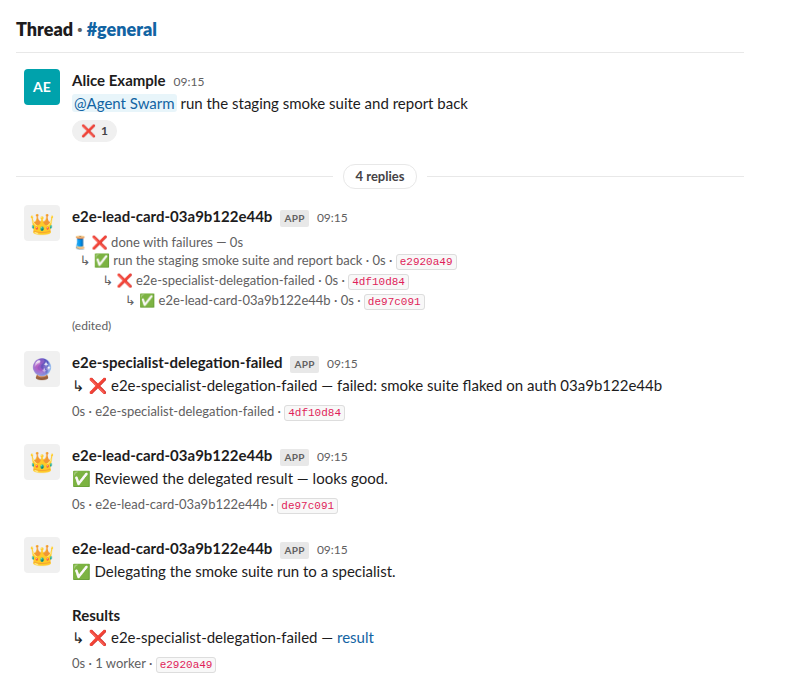 Thread · #general
AE
Alice Example 09:15
@Agent Swarm run the staging smoke suite and report back
❌ 1
4 replies
e2e-lead-card-03a9b122e44b APP 09:15
🧵 ❌ done with failures — 0s
↳ ✅ run the staging smoke suite and report back · 0s · e2920a49
↳ ❌ e2e-specialist-delegation-failed · 0s · 4df10d84
↳ ✅ e2e-lead-card-03a9b122e44b · 0s · de97c091
(edited)
e2e-specialist-delegation-failed APP 09:15
↳ ❌ e2e-specialist-delegation-failed — failed: smoke suite flaked on auth 03a9b122e44b
0s · e2e-specialist-delegation-failed · 4df10d84
e2e-lead-card-03a9b122e44b APP 09:15
✅ Reviewed the delegated result — looks good.
0s · e2e-lead-card-03a9b122e44b · de97c091
e2e-lead-card-03a9b122e44b APP 09:15
✅ Delegating the smoke suite run to a specialist.
Results
↳ ❌ e2e-specialist-delegation-failed — result
0s · 1 worker · e2920a49